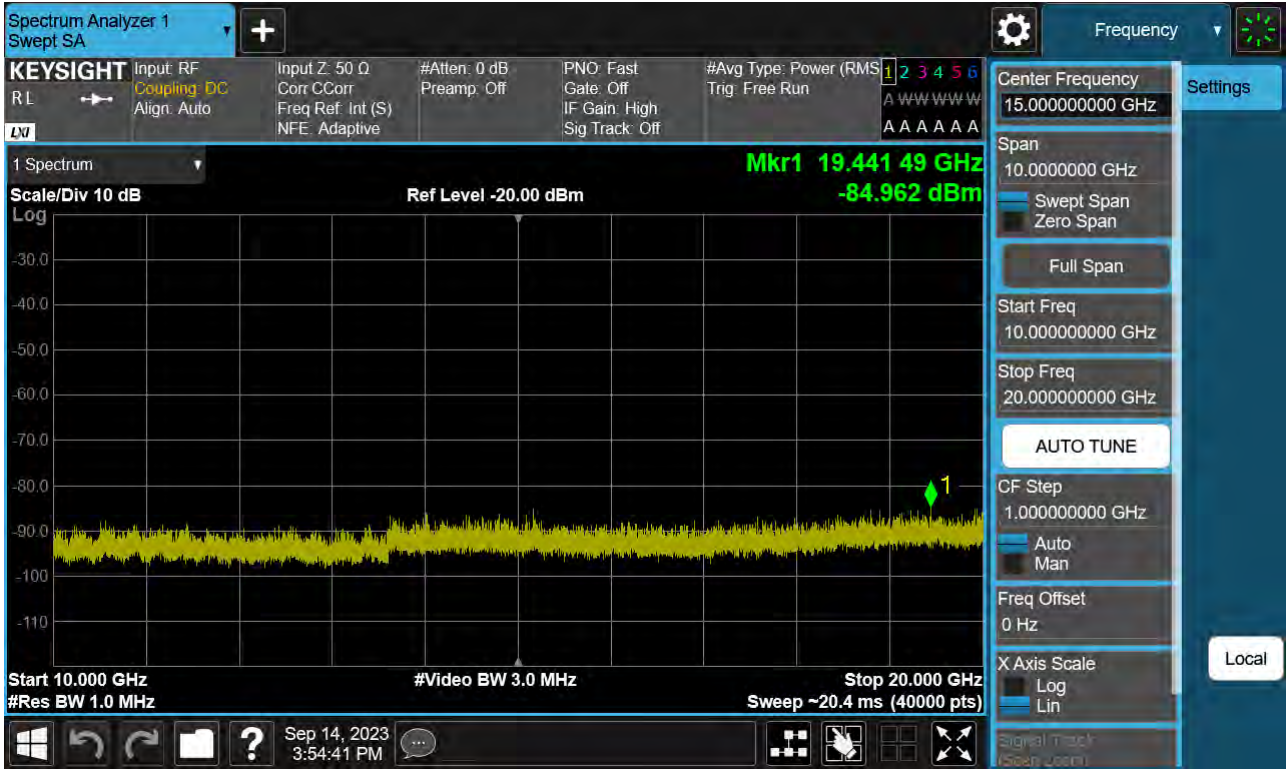 Spectrum Analyzer 1
Swept SA
Frequency
KEYSIGHT
R L
LXI
Input: RF
Coupling: DC
Align: Auto
Input Z: 50 Ω
Corr CCorr
Freq Ref: Int (S)
NFE: Adaptive
#Atten: 0 dB
Preamp: Off
PNO: Fast
Gate: Off
IF Gain: High
Sig Track: Off
#Avg Type: Power (RMS
Trig: Free Run
1 2 3 4 5 6
A W W W W W
A A A A A A
1 Spectrum
Scale/Div 10 dB
Log
Ref Level -20.00 dBm
Mkr1 19.441 49 GHz
-84.962 dBm
-30.0
-40.0
-50.0
-60.0
-70.0
-80.0
-90.0
-100
-110
1
Start 10.000 GHz
#Res BW 1.0 MHz
#Video BW 3.0 MHz
Stop 20.000 GHz
Sweep ~20.4 ms (40000 pts)
Center Frequency
15.000000000 GHz
Span
10.0000000 GHz
Swept Span
Zero Span
Full Span
Start Freq
10.000000000 GHz
Stop Freq
20.000000000 GHz
AUTO TUNE
CF Step
1.000000000 GHz
Auto
Man
Freq Offset
0 Hz
X Axis Scale
Log
Lin
Signal Track
(Span Zoom)
Settings
Local
Sep 14, 2023
3:54:41 PM